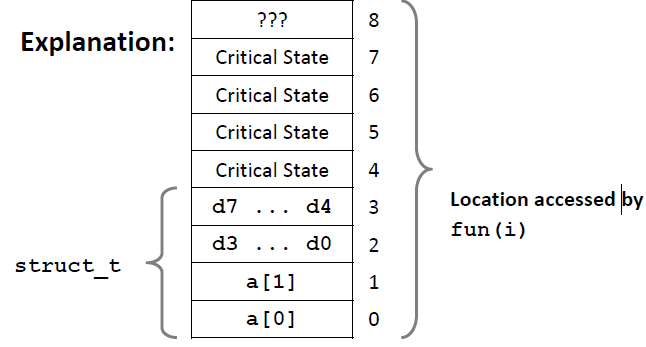 Explanation:
??? 8
Critical State 7
Critical State 6
Critical State 5
Critical State 4
d7 ... d4 3
d3 ... d0 2
a[1] 1
a[0] 0
struct_t
Location accessed by
fun(i)